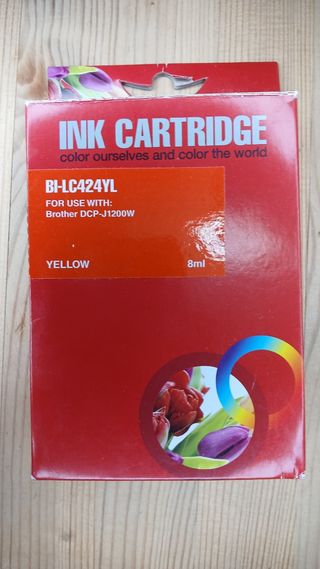 INK CARTRIDGE
color ourselves and color the world
BI-LC424YL
FOR USE WITH:
Brother DCP-J1200W
YELLOW 8ml